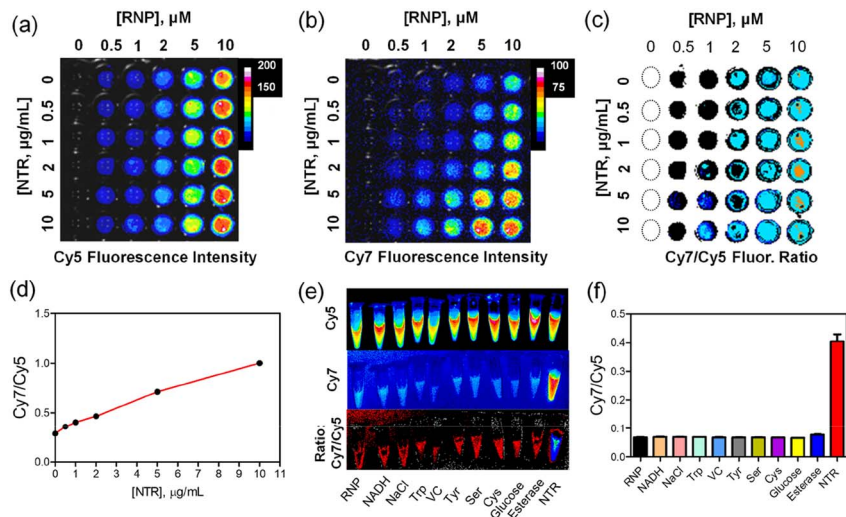 (a)
[RNP], μM
0 0.5 1 2 5 10
[NTR, μg/mL]
0
0.5
1
2
5
10
200
150
Cy5 Fluorescence Intensity
(b)
[RNP], μM
0 0.5 1 2 5 10
[NTR, μg/mL]
0
0.5
1
2
5
10
100
75
Cy7 Fluorescence Intensity
(c)
[RNP], μM
0 0.5 1 2 5 10
[NTR, μg/mL]
0
0.5
1
2
5
10
Cy7/Cy5 Fluor. Ratio
(d)
Cy7/Cy5
1.5
1.0
0.5
0.0
0 1 2 3 4 5 6 7 8 9 10 11
[NTR], μg/mL
(e)
Cy5
Cy7
Ratio:
Cy7/Cy5
RNP
NADH
NaCl
Trp
VC
Tyr
Ser
Cys
Glucose
Esterase
NTR
(f)
Cy7/Cy5
0.5
0.4
0.3
0.2
0.1
0.0
RNP
NADH
NaCl
Trp
VC
Tyr
Ser
Cys
Glucose
Esterase
NTR